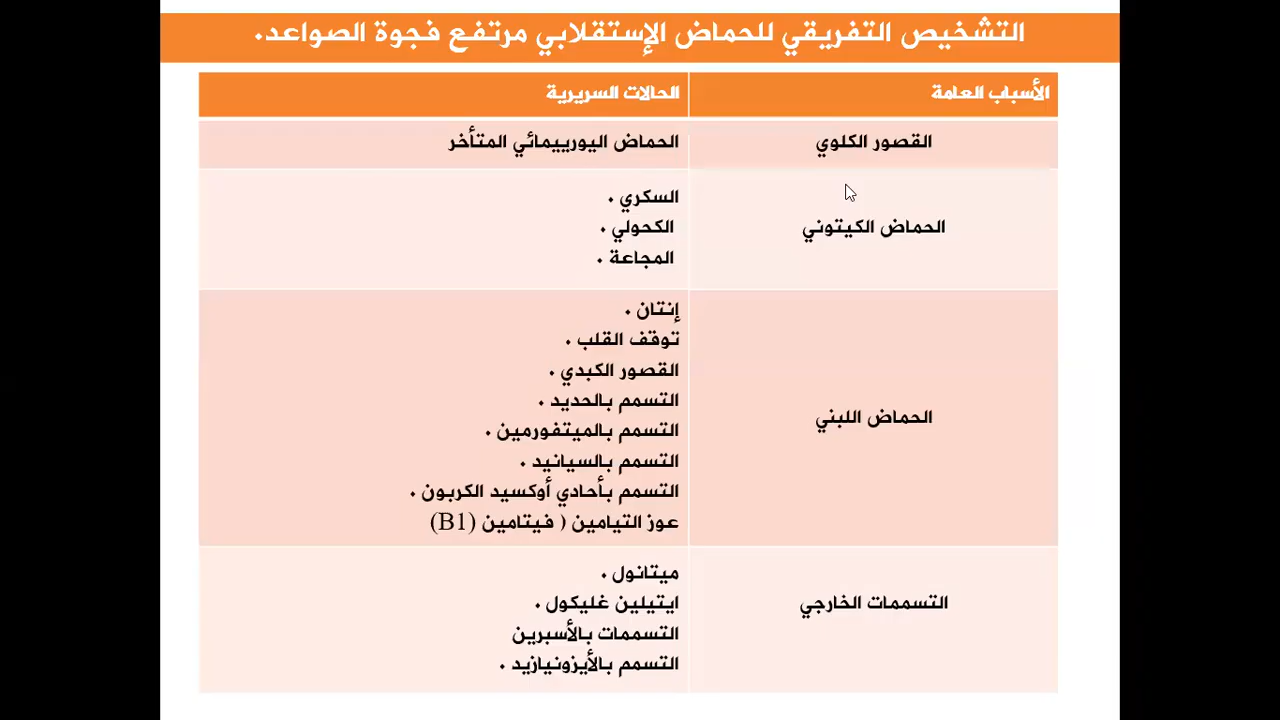 التشخيص التفريقي للحماض الإستقلابي مرتفع فجوة الصواعد.
الأسباب العامة
الحالات السريرية
القصور الكلوي
الحماض اليورييمائي المتأخر
الحماض الكيتوني
السكري .
الكحولي .
المجاعة .
الحماض اللبني
إنتان .
توقف القلب .
القصور الكبدي .
التسمم بالحديد .
التسمم بالميتفورمين .
التسمم بالسيانيد .
التسمم بأحادي أوكسيد الكربون .
عوز التيامين ( فيتامين B1)
التسممات الخارجي
ميتانول .
ايتيلين غليكول .
التسممات بالأسبرين
التسمم بالأيزونيازيد .